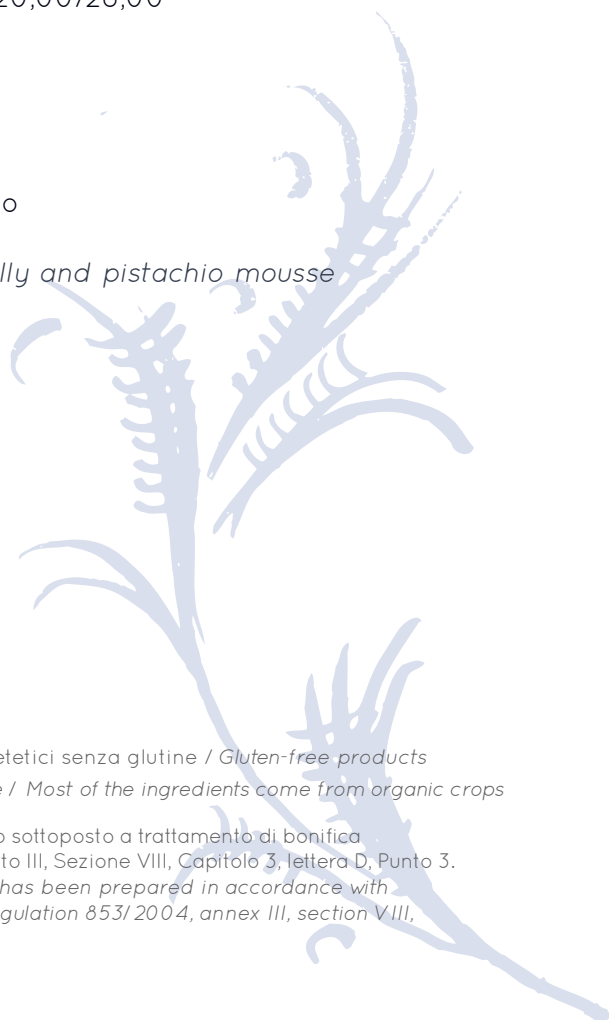 20,00/26,00
o
lly and pistachio mousse
etetici senza glutine / Gluten-free products
e / Most of the ingredients come from organic crops
o sottoposto a trattamento di bonifica
to III, Sezione VIII, Capitolo 3, lettera D, Punto 3.
has been prepared in accordance with
gulation 853/2004, annex III, section VIII,